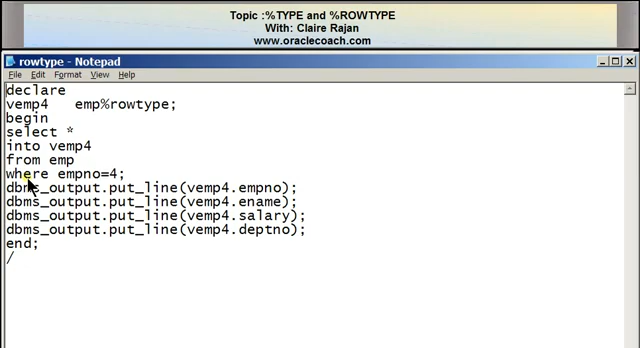 Topic :%TYPE and %ROWTYPE
With: Claire Rajan
www.oraclecoach.com
rowtype - Notepad
File Edit Format View Help
declare
vemp4 emp%rowtype;
begin
select *
into vemp4
from emp
where empno=4;
dbms_output.put_line(vemp4.empno);
dbms_output.put_line(vemp4.ename);
dbms_output.put_line(vemp4.salary);
dbms_output.put_line(vemp4.deptno);
end;
/